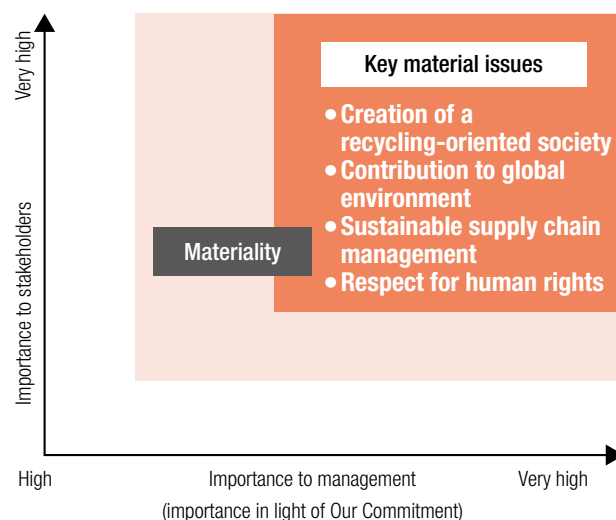 Very high
Importance to stakeholders
Key material issues
● Creation of a
recycling-oriented society
● Contribution to global
environment
● Sustainable supply chain
management
● Respect for human rights
Materiality
High
Importance to management
Very high
(importance in light of Our Commitment)